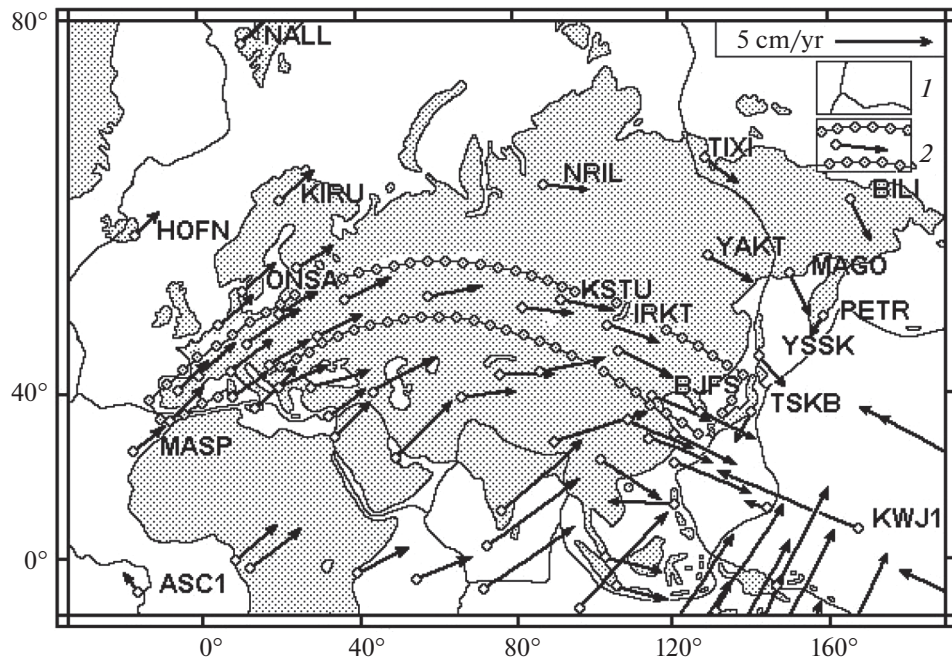 80°
NALL
5 cm/yr
1
2
TIXI
NRIL
BILI
KIRU
HOFN
YAKT
MAGO
ONSA
KSTU
IRKT
PETR
YSSK
40°
BJFS
TSKB
MASP
KWJ1
0°
ASC1
0°
40°
80°
120°
160°